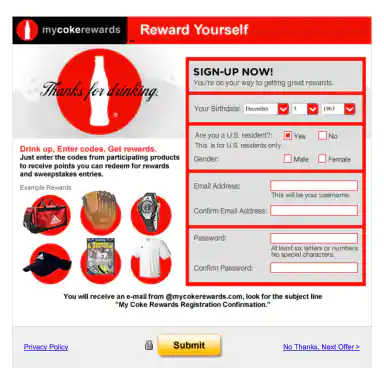 mycokerewards
Reward Yourself
Thanks for drinking.
SIGN-UP NOW!
You're on your way to getting great rewards.
Your Birthdate: December 5 1963
Are you a U.S. resident?: Yes No
This is for U.S. residents only.
Gender: Male Female
Drink up, Enter codes. Get rewards.
Just enter the codes from participating products
to receive points you can redeem for rewards
and sweepstakes entries.
Example Rewards
Email Address:
This will be your username.
Confirm Email Address:
Password:
At least six letters or numbers.
No special characters.
Confirm Password:
You will receive an e-mail from @mycokerewards.com, look for the subject line
"My Coke Rewards Registration Confirmation."
Privacy Policy
Submit
No Thanks, Next Offer >